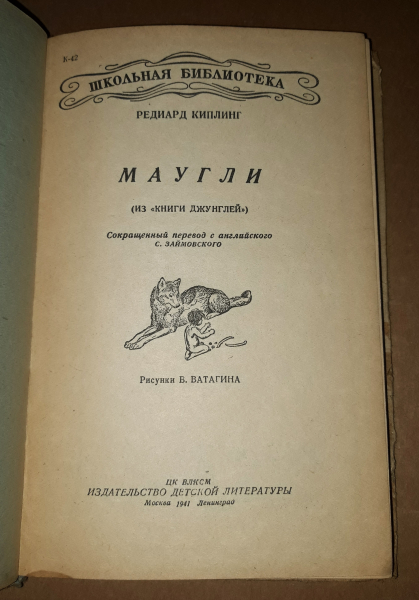 К-42
ШКОЛЬНАЯ БИБЛИОТЕКА
РЕДИАРД КИПЛИНГ
МАУГЛИ
(ИЗ «КНИГИ ДЖУНГЛЕЙ»)
Сокращенный перевод с английского
С. ЗАЙМОВСКОГО
Рисунки В. ВАТАГИНА
ЦК ВЛКСМ
ИЗДАТЕЛЬСТВО ДЕТСКОЙ ЛИТЕРАТУРЫ
Москва 1941 Ленинград